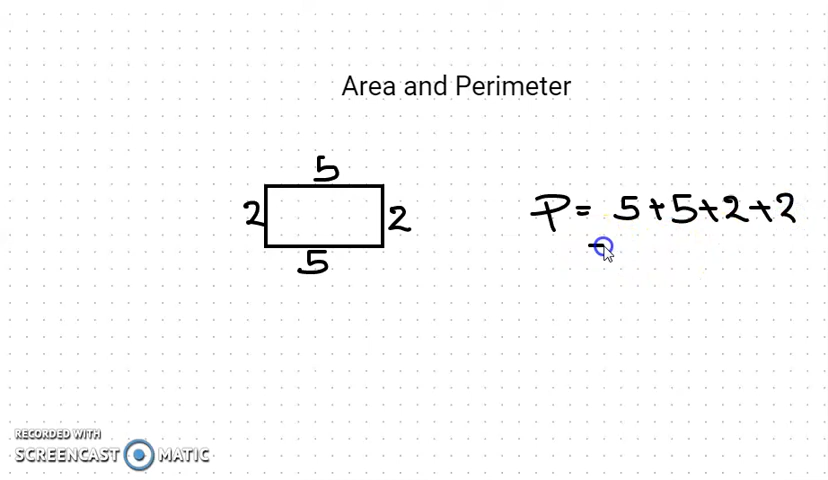 Area and Perimeter
5
2
2
5
P = 5+5+2+2
RECORDED WITH
SCREENCAST MATIC